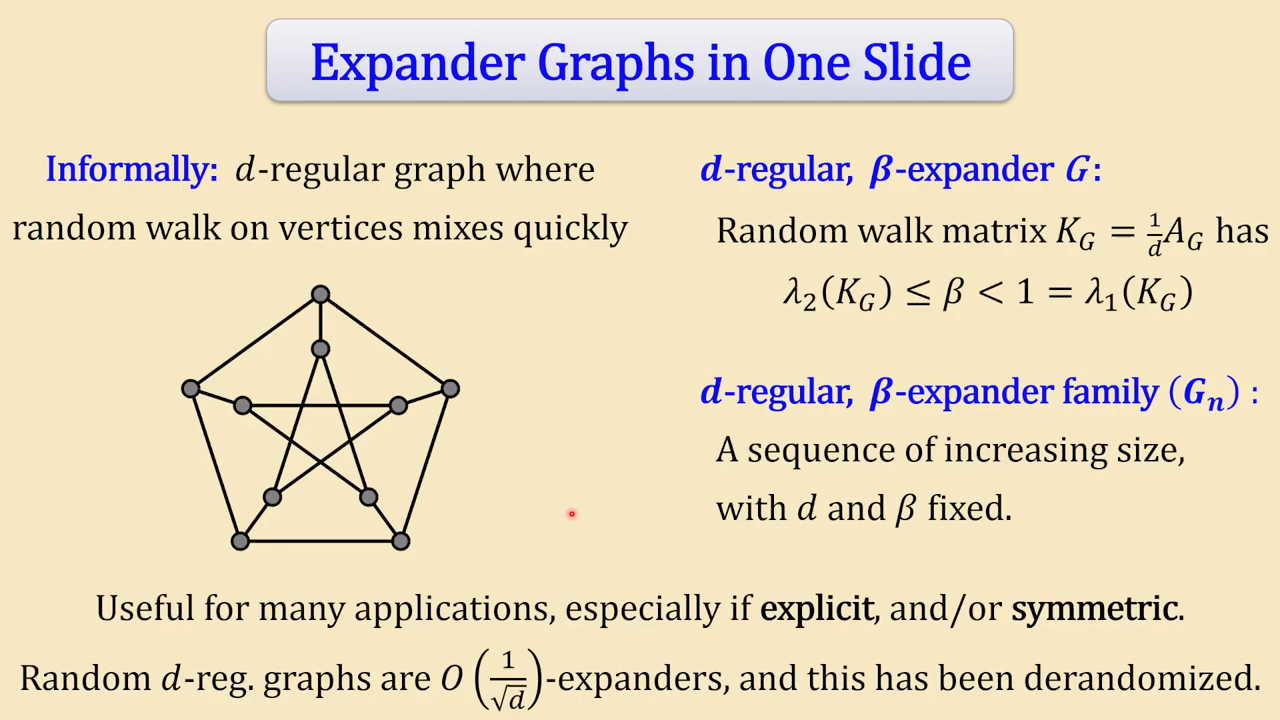 Expander Graphs in One Slide
Informally: d-regular graph where
random walk on vertices mixes quickly
d-regular, β-expander G:
Random walk matrix K_G = 1/d A_G has
λ₂(K_G) ≤ β < 1 = λ₁(K_G)
d-regular, β-expander family (G_n) :
A sequence of increasing size,
with d and β fixed.
Useful for many applications, especially if explicit, and/or symmetric.
Random d-reg. graphs are O(1/√d)-expanders, and this has been derandomized.